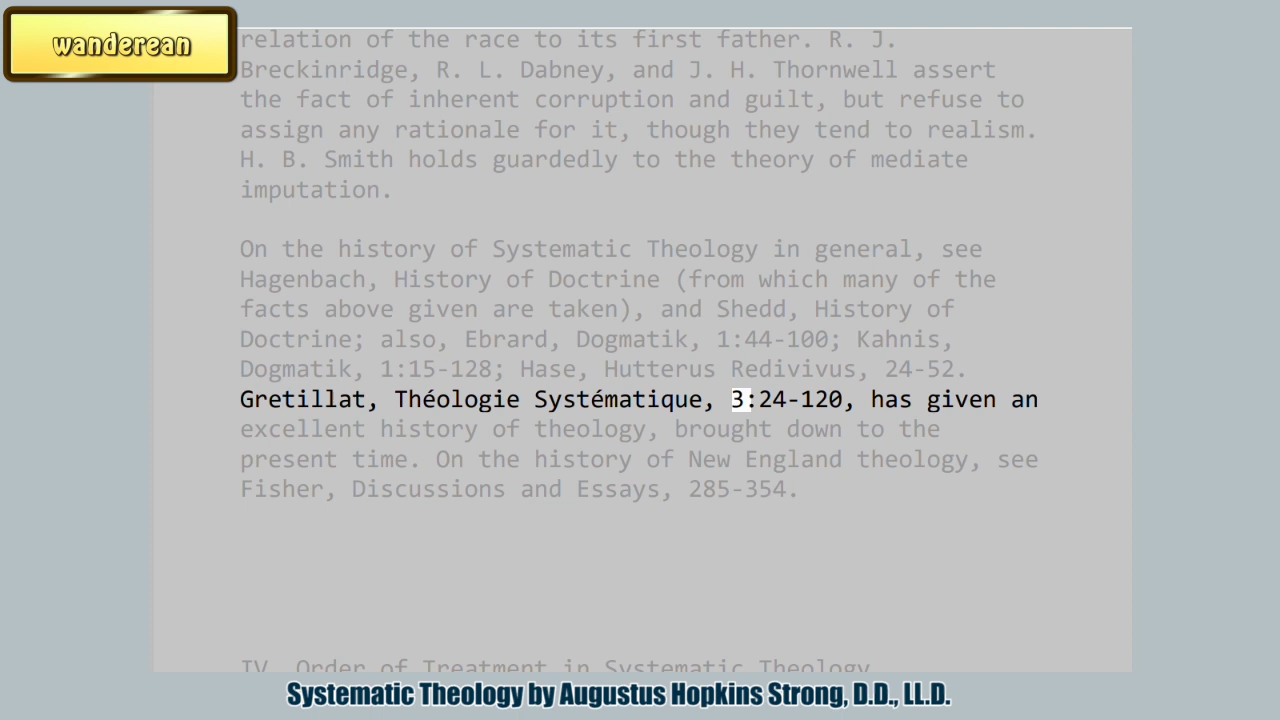 wanderean
relation of the race to its first father. R. J.
Breckinridge, R. L. Dabney, and J. H. Thornwell assert
the fact of inherent corruption and guilt, but refuse to
assign any rationale for it, though they tend to realism.
H. B. Smith holds guardedly to the theory of mediate
imputation.
On the history of Systematic Theology in general, see
Hagenbach, History of Doctrine (from which many of the
facts above given are taken), and Shedd, History of
Doctrine; also, Ebrard, Dogmatik, 1:44-100; Kahnis,
Dogmatik, 1:15-128; Hase, Hutterus Redivivus, 24-52.
Gretillat, Théologie Systématique, 3:24-120, has given an
excellent history of theology, brought down to the
present time. On the history of New England theology, see
Fisher, Discussions and Essays, 285-354.
IV. Order of Treatment in Systematic Theology
Systematic Theology by Augustus Hopkins Strong, D.D., LL.D.